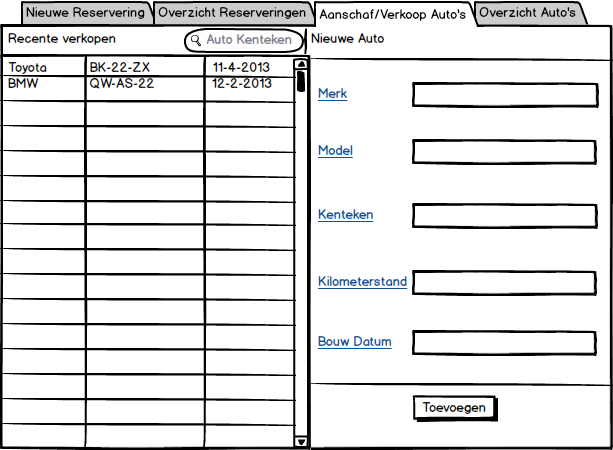 Nieuwe Reservering Overzicht Reserveringen Aanschaf/Verkoop Auto's Overzicht Auto's
Recente verkopen Auto Kenteken Nieuwe Auto
Toyota BK-22-ZX 11-4-2013
BMW QW-AS-22 12-2-2013
Merk
Model
Kenteken
Kilometerstand
Bouw Datum
Toevoegen